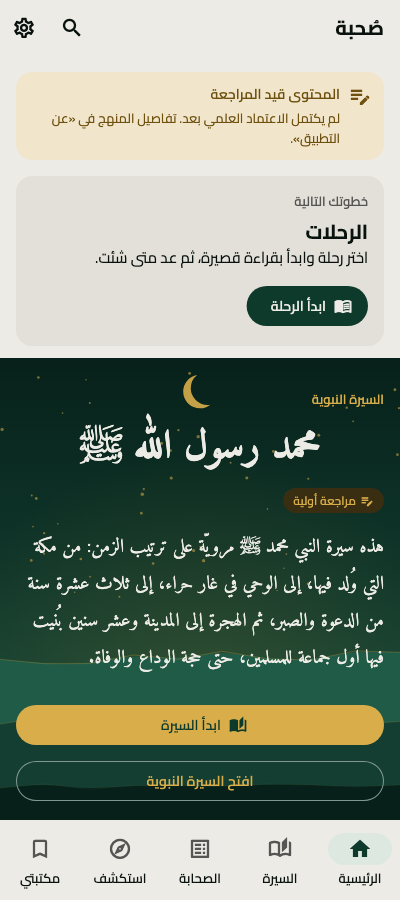 صُحبة
المحتوى قيد المراجعة
لم يكتمل الاعتماد العلمي بعد. تفاصيل المنهج في «عن
التطبيق».
خطوتك التالية
الرحلات
اختر رحلة وابدأ بقراءة قصيرة، ثم عد متى شئت.
ابدأ الرحلة
السيرة النبوية
محمد رسول الله ﷺ
مراجعة أولية
هذه سيرة النبي محمد ﷺ مرويّة على ترتيب الزمن: من مكة
التي وُلد فيها، إلى الوحي في غار حراء، إلى ثلاث عشرة سنة
من الدعوة والصبر، ثم الهجرة إلى المدينة وعشر سنين بُنيت
فيها أول جماعة للمسلمين، حتى حجة الوداع والوفاة.
ابدأ السيرة
افتح السيرة النبوية
الرئيسية
السيرة
الصحابة
استكشف
مكتبتي